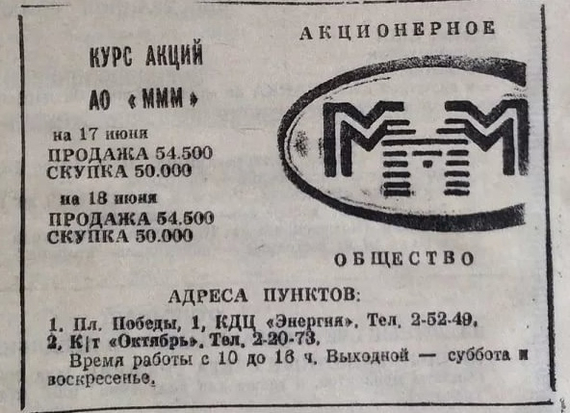 КУРС АКЦИЙ
АО «МММ»
на 17 июня
ПРОДАЖА 54.500
СКУПКА 50.000
на 18 июня
ПРОДАЖА 54.500
СКУПКА 50.000
АКЦИОНЕРНОЕ
МММ
ОБЩЕСТВО
АДРЕСА ПУНКТОВ:
1. Пл. Победы, 1, КДЦ «Энергия». Тел. 2-52-49.
2. К|т «Октябрь». Тел. 2-20-73.
Время работы с 10 до 16 ч. Выходной — суббота и
воскресенье.